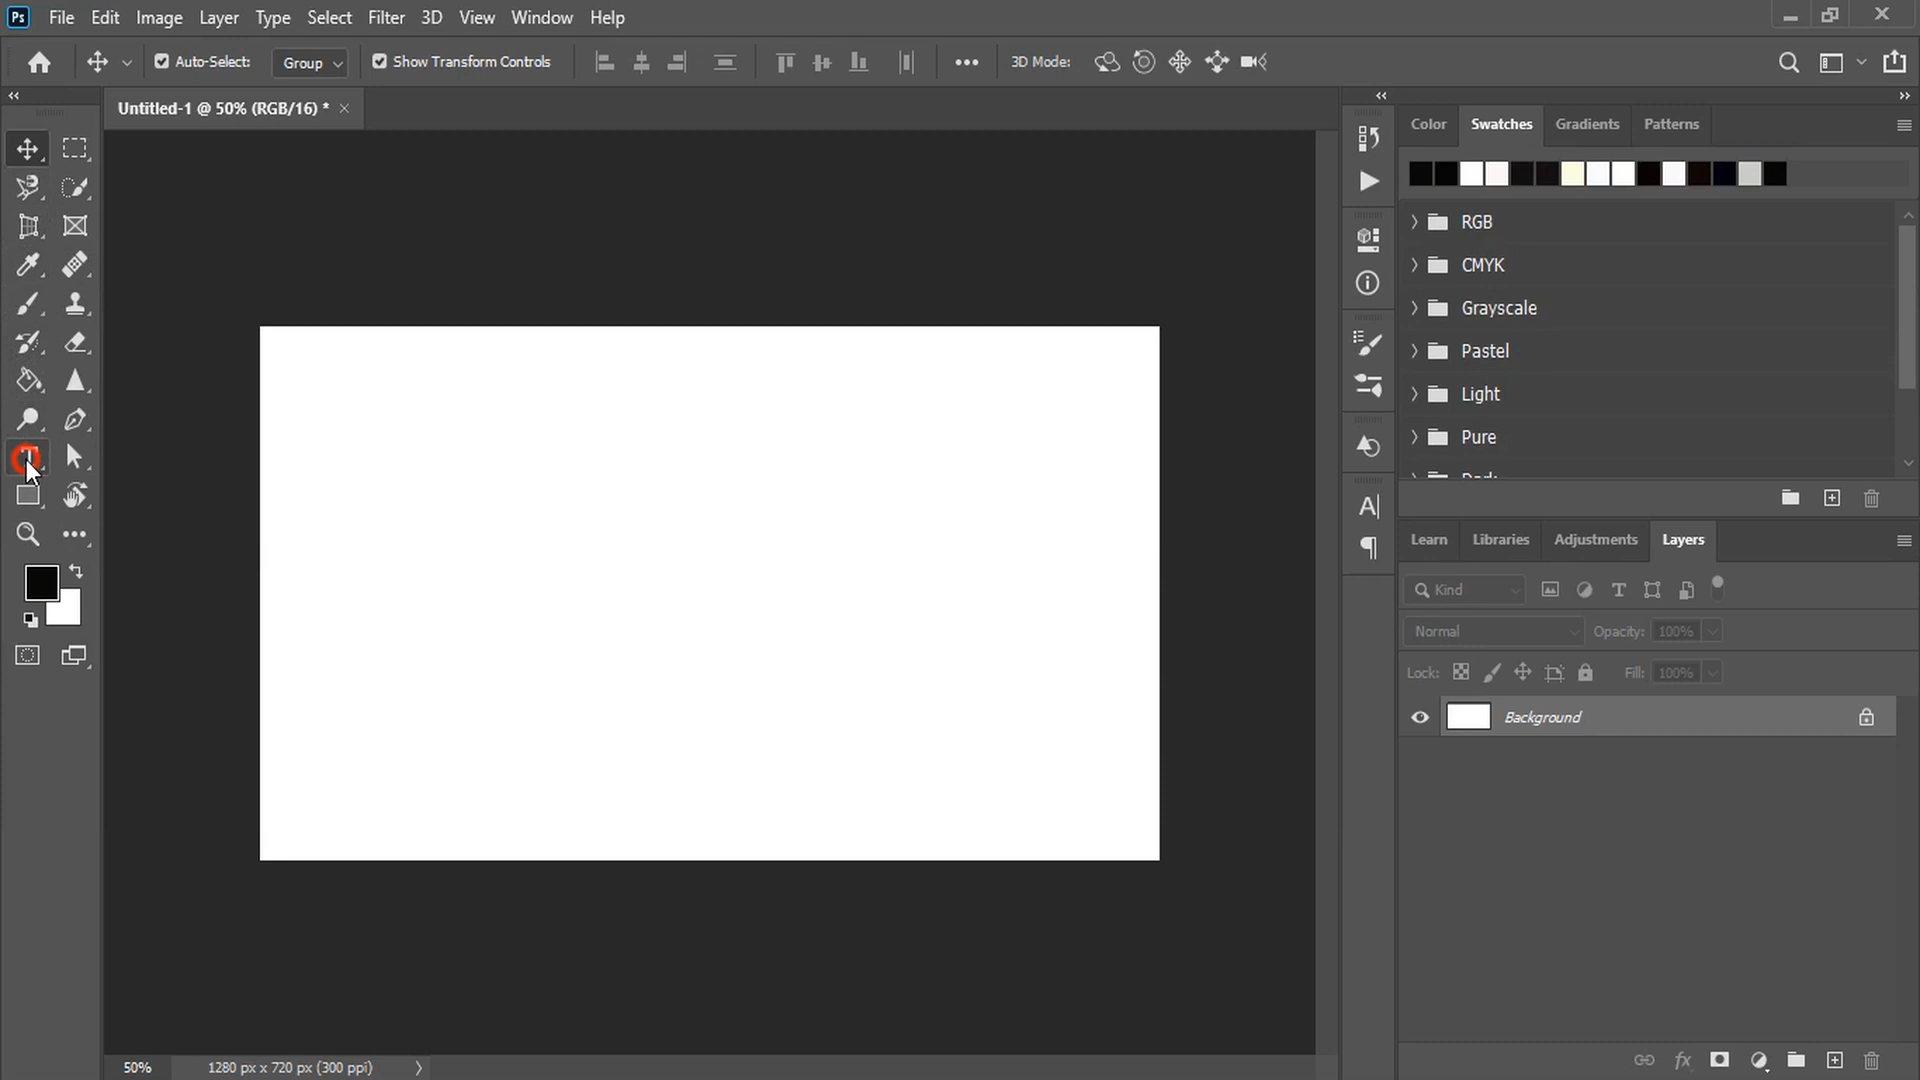 Ps File Edit Image Layer Type Select Filter 3D View Window Help
Auto-Select: Group Show Transform Controls 3D Mode:
Untitled-1 @ 50% (RGB/16) *
Color Swatches Gradients Patterns
RGB
CMYK
Grayscale
Pastel
Light
Pure
Learn Libraries Adjustments Layers
Kind
Normal Opacity: 100%
Lock: Fill: 100%
Background
50% 1280 px x 720 px (300 ppi)